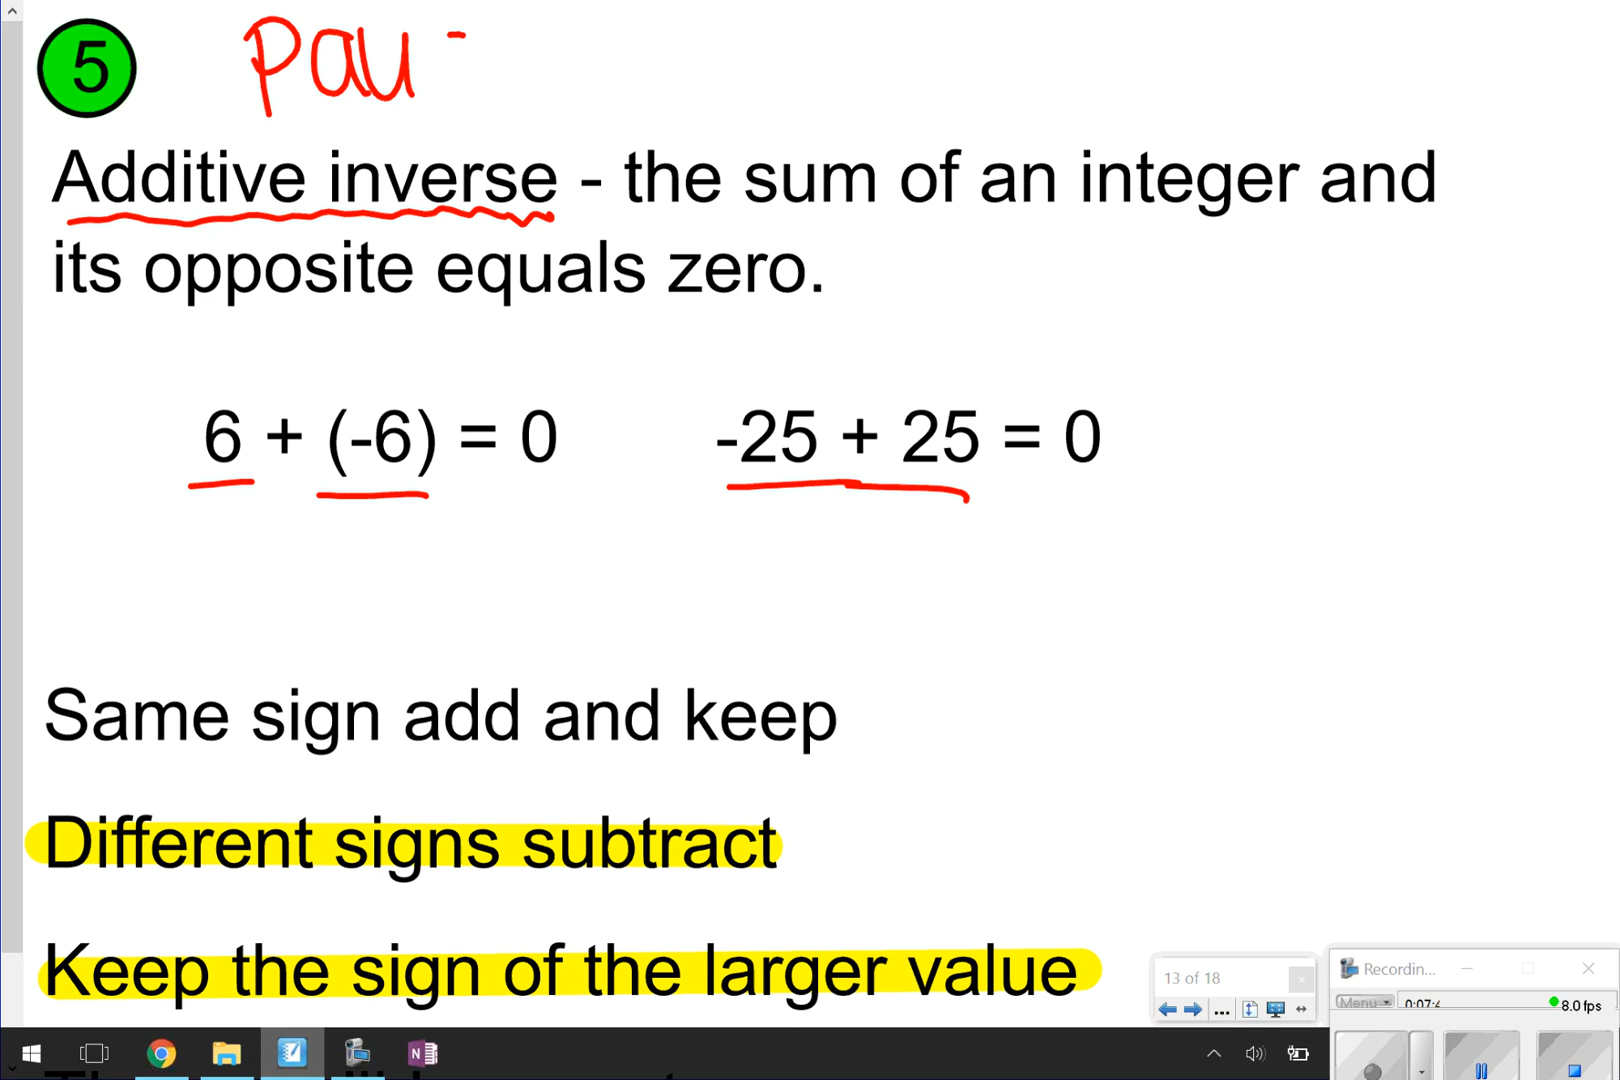 5 pau -
Additive inverse - the sum of an integer and
its opposite equals zero.
6 + (-6) = 0 -25 + 25 = 0
Same sign add and keep
Different signs subtract
Keep the sign of the larger value
13 of 18
Recordin...
Menu 8.0 fps